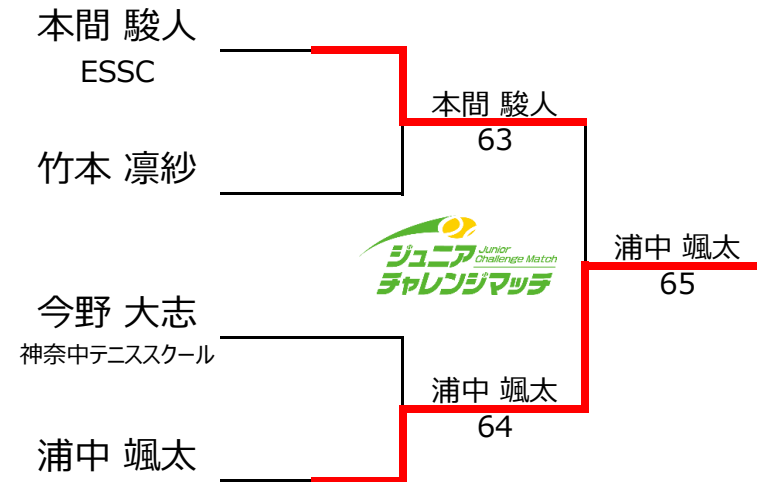 本間 駿人
ESSC
本間 駿人
63
竹本 凛紗
浦中 颯太
65
ジュニア Junior Challenge Match
チャレンジマッチ
今野 大志
神奈中テニススクール
浦中 颯太
64
浦中 颯太